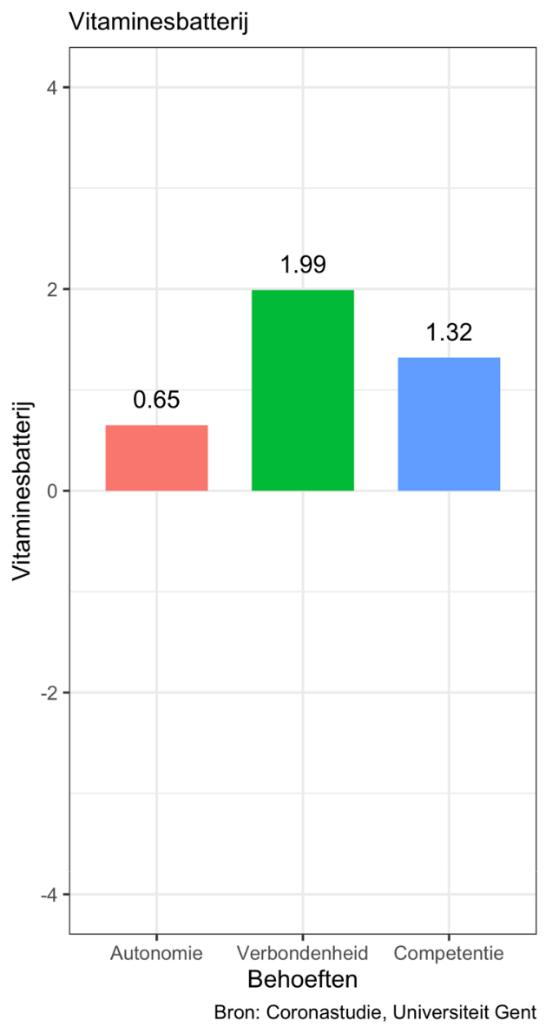 Vitaminesbatterij
Vitaminesbatterij
4
2
0
-2
-4
0.65
1.99
1.32
Autonomie
Verbondenheid
Competentie
Behoeften
Bron: Coronastudie, Universiteit Gent